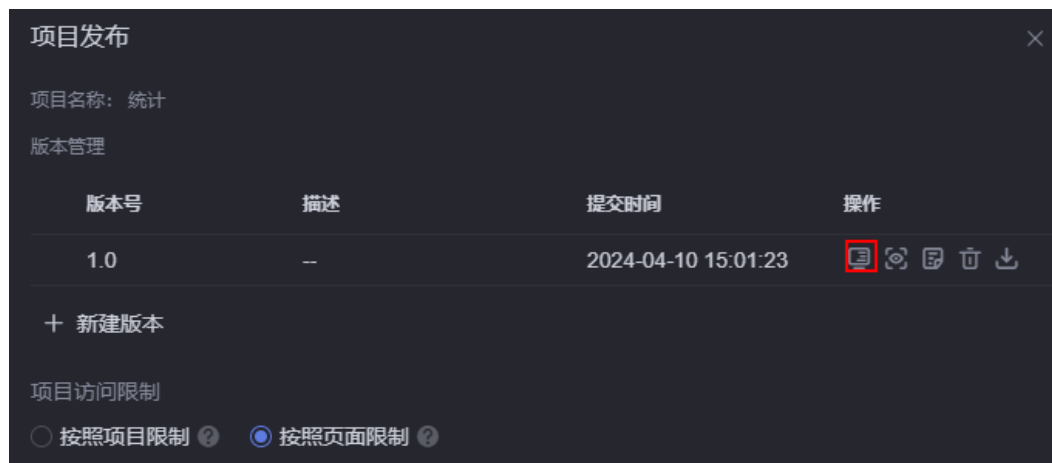 项目发布
项目名称：统计
版本管理
版本号 描述 提交时间 操作
1.0 -- 2024-04-10 15:01:23
+ 新建版本
项目访问限制
按照项目限制 ? 按照页面限制 ?